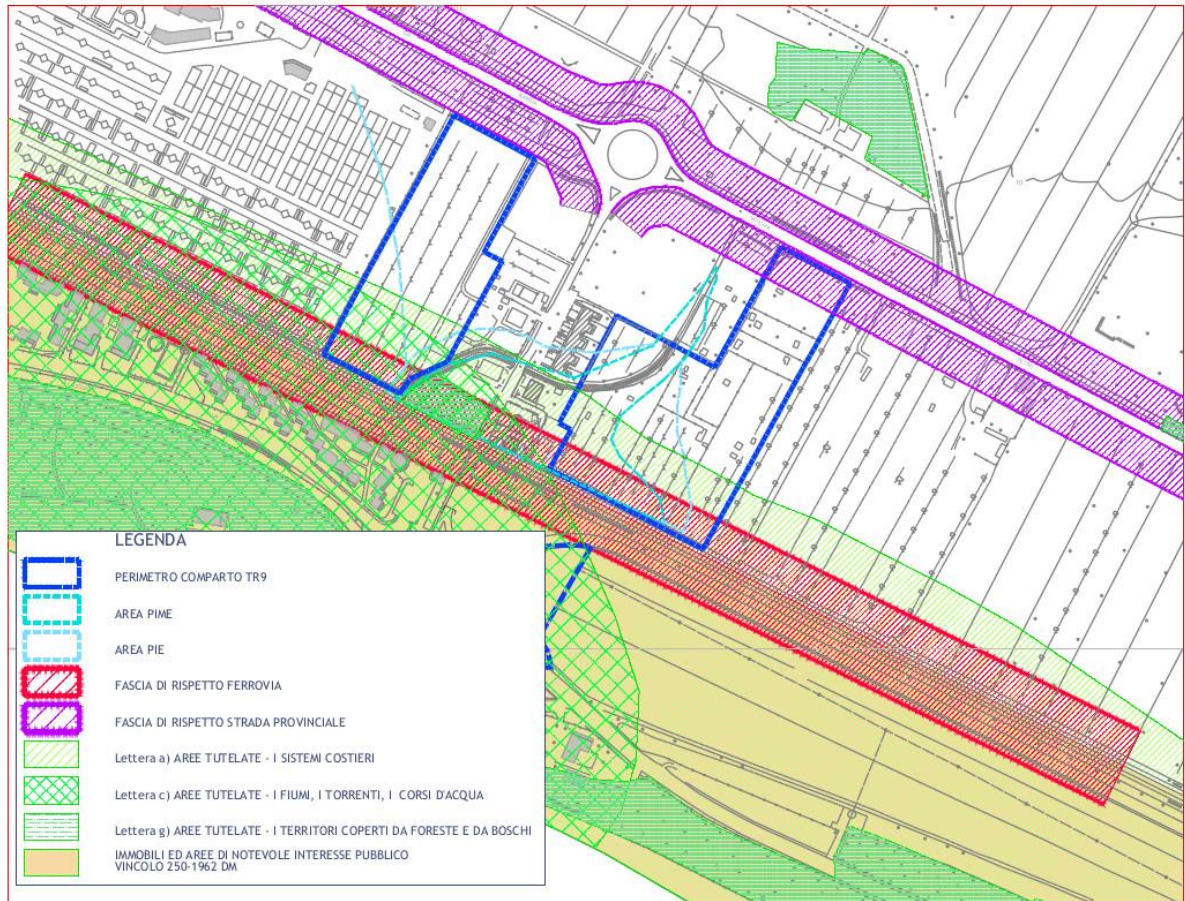 LEGENDA
PERIMETRO COMPARTO TR9
AREA PIME
AREA PIE
FASCIA DI RISPETTO FERROVIA
FASCIA DI RISPETTO STRADA PROVINCIALE
Lettera a) AREE TUTELATE - I SISTEMI COSTIERI
Lettera c) AREE TUTELATE - I FIUMI, I TORRENTI, I CORSI D'ACQUA
Lettera g) AREE TUTELATE - I TERRITORI COPERTI DA FORESTE E DA BOSCHI
IMMOBILI ED AREE DI NOTEVOLE INTERESSE PUBBLICO
VINCOLO 250-1962 DM